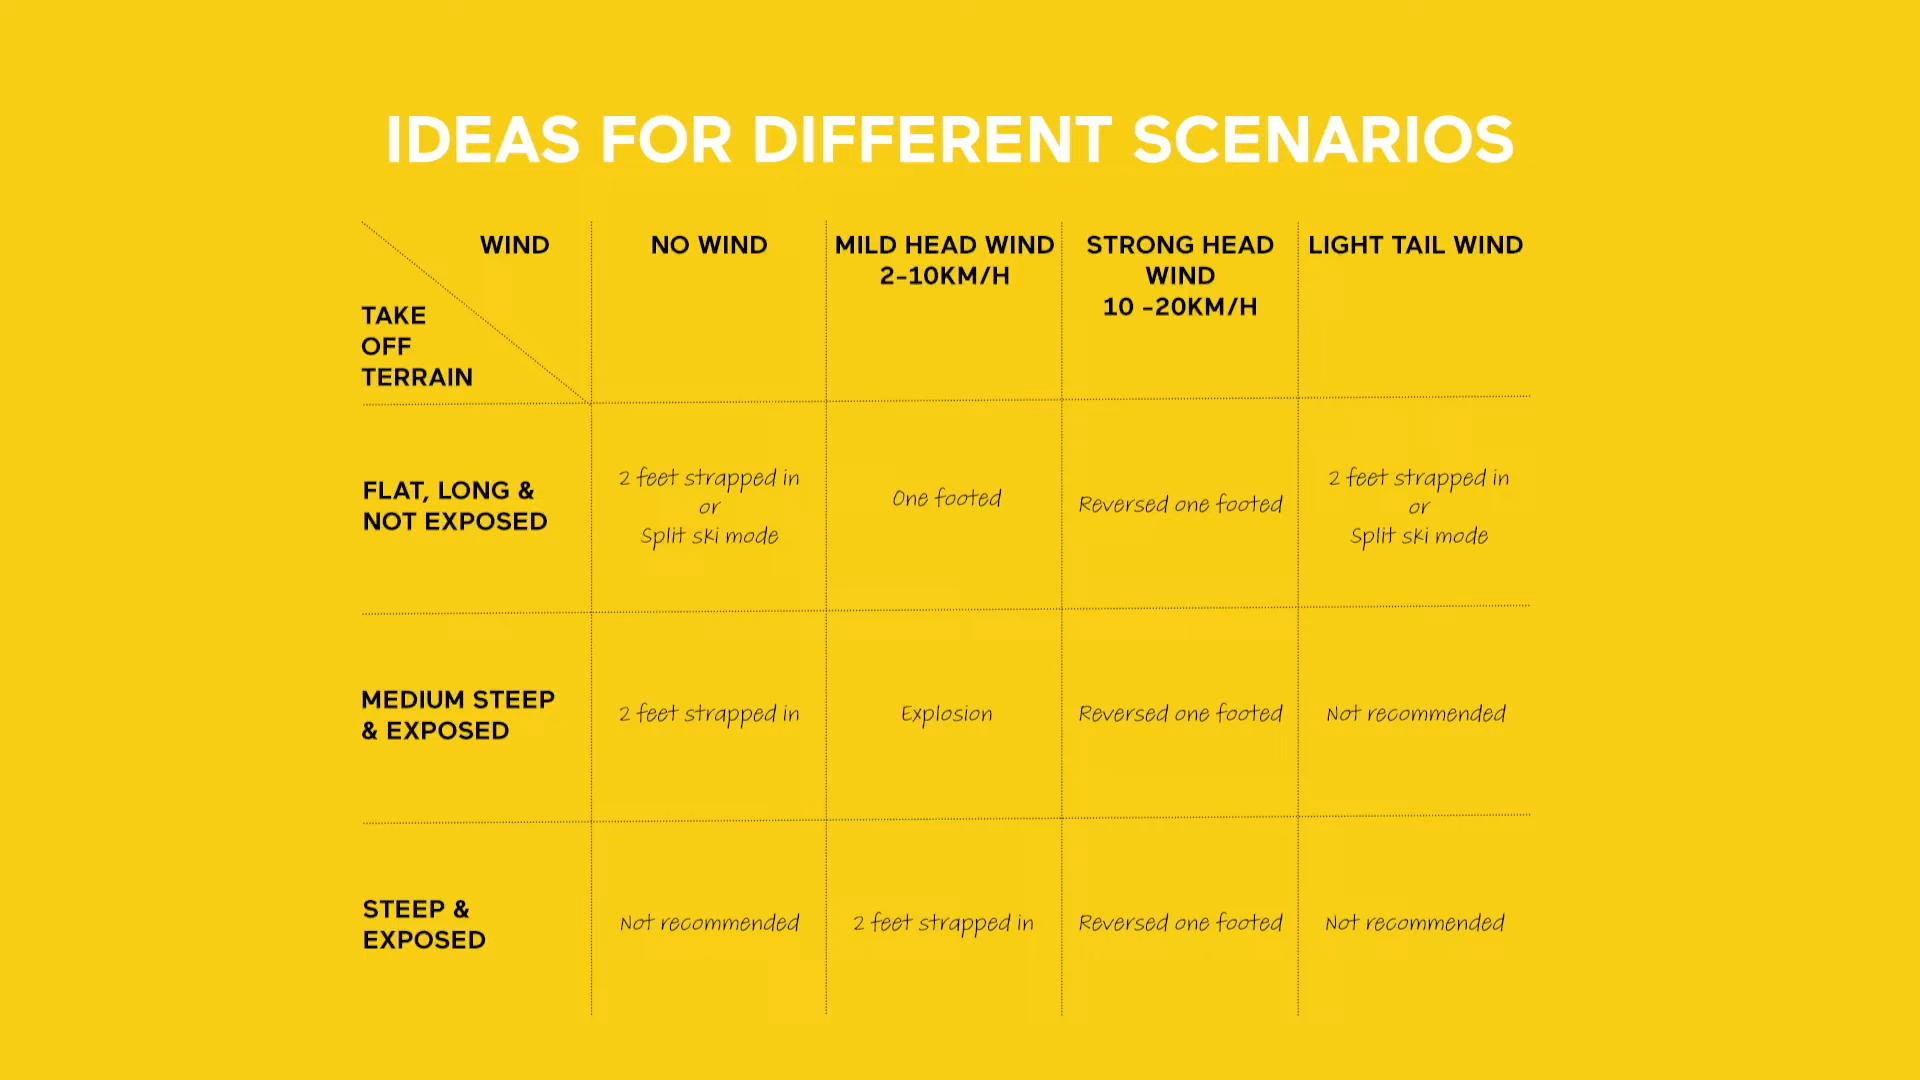 IDEAS FOR DIFFERENT SCENARIOS
WIND
TAKE
OFF
TERRAIN
NO WIND
MILD HEAD WIND
2-10KM/H
STRONG HEAD
WIND
10 -20KM/H
LIGHT TAIL WIND
FLAT, LONG &
NOT EXPOSED
2 feet strapped in
or
Split ski mode
One footed
Reversed one footed
2 feet strapped in
or
Split ski mode
MEDIUM STEEP
& EXPOSED
2 feet strapped in
Explosion
Reversed one footed
Not recommended
STEEP &
EXPOSED
Not recommended
2 feet strapped in
Reversed one footed
Not recommended